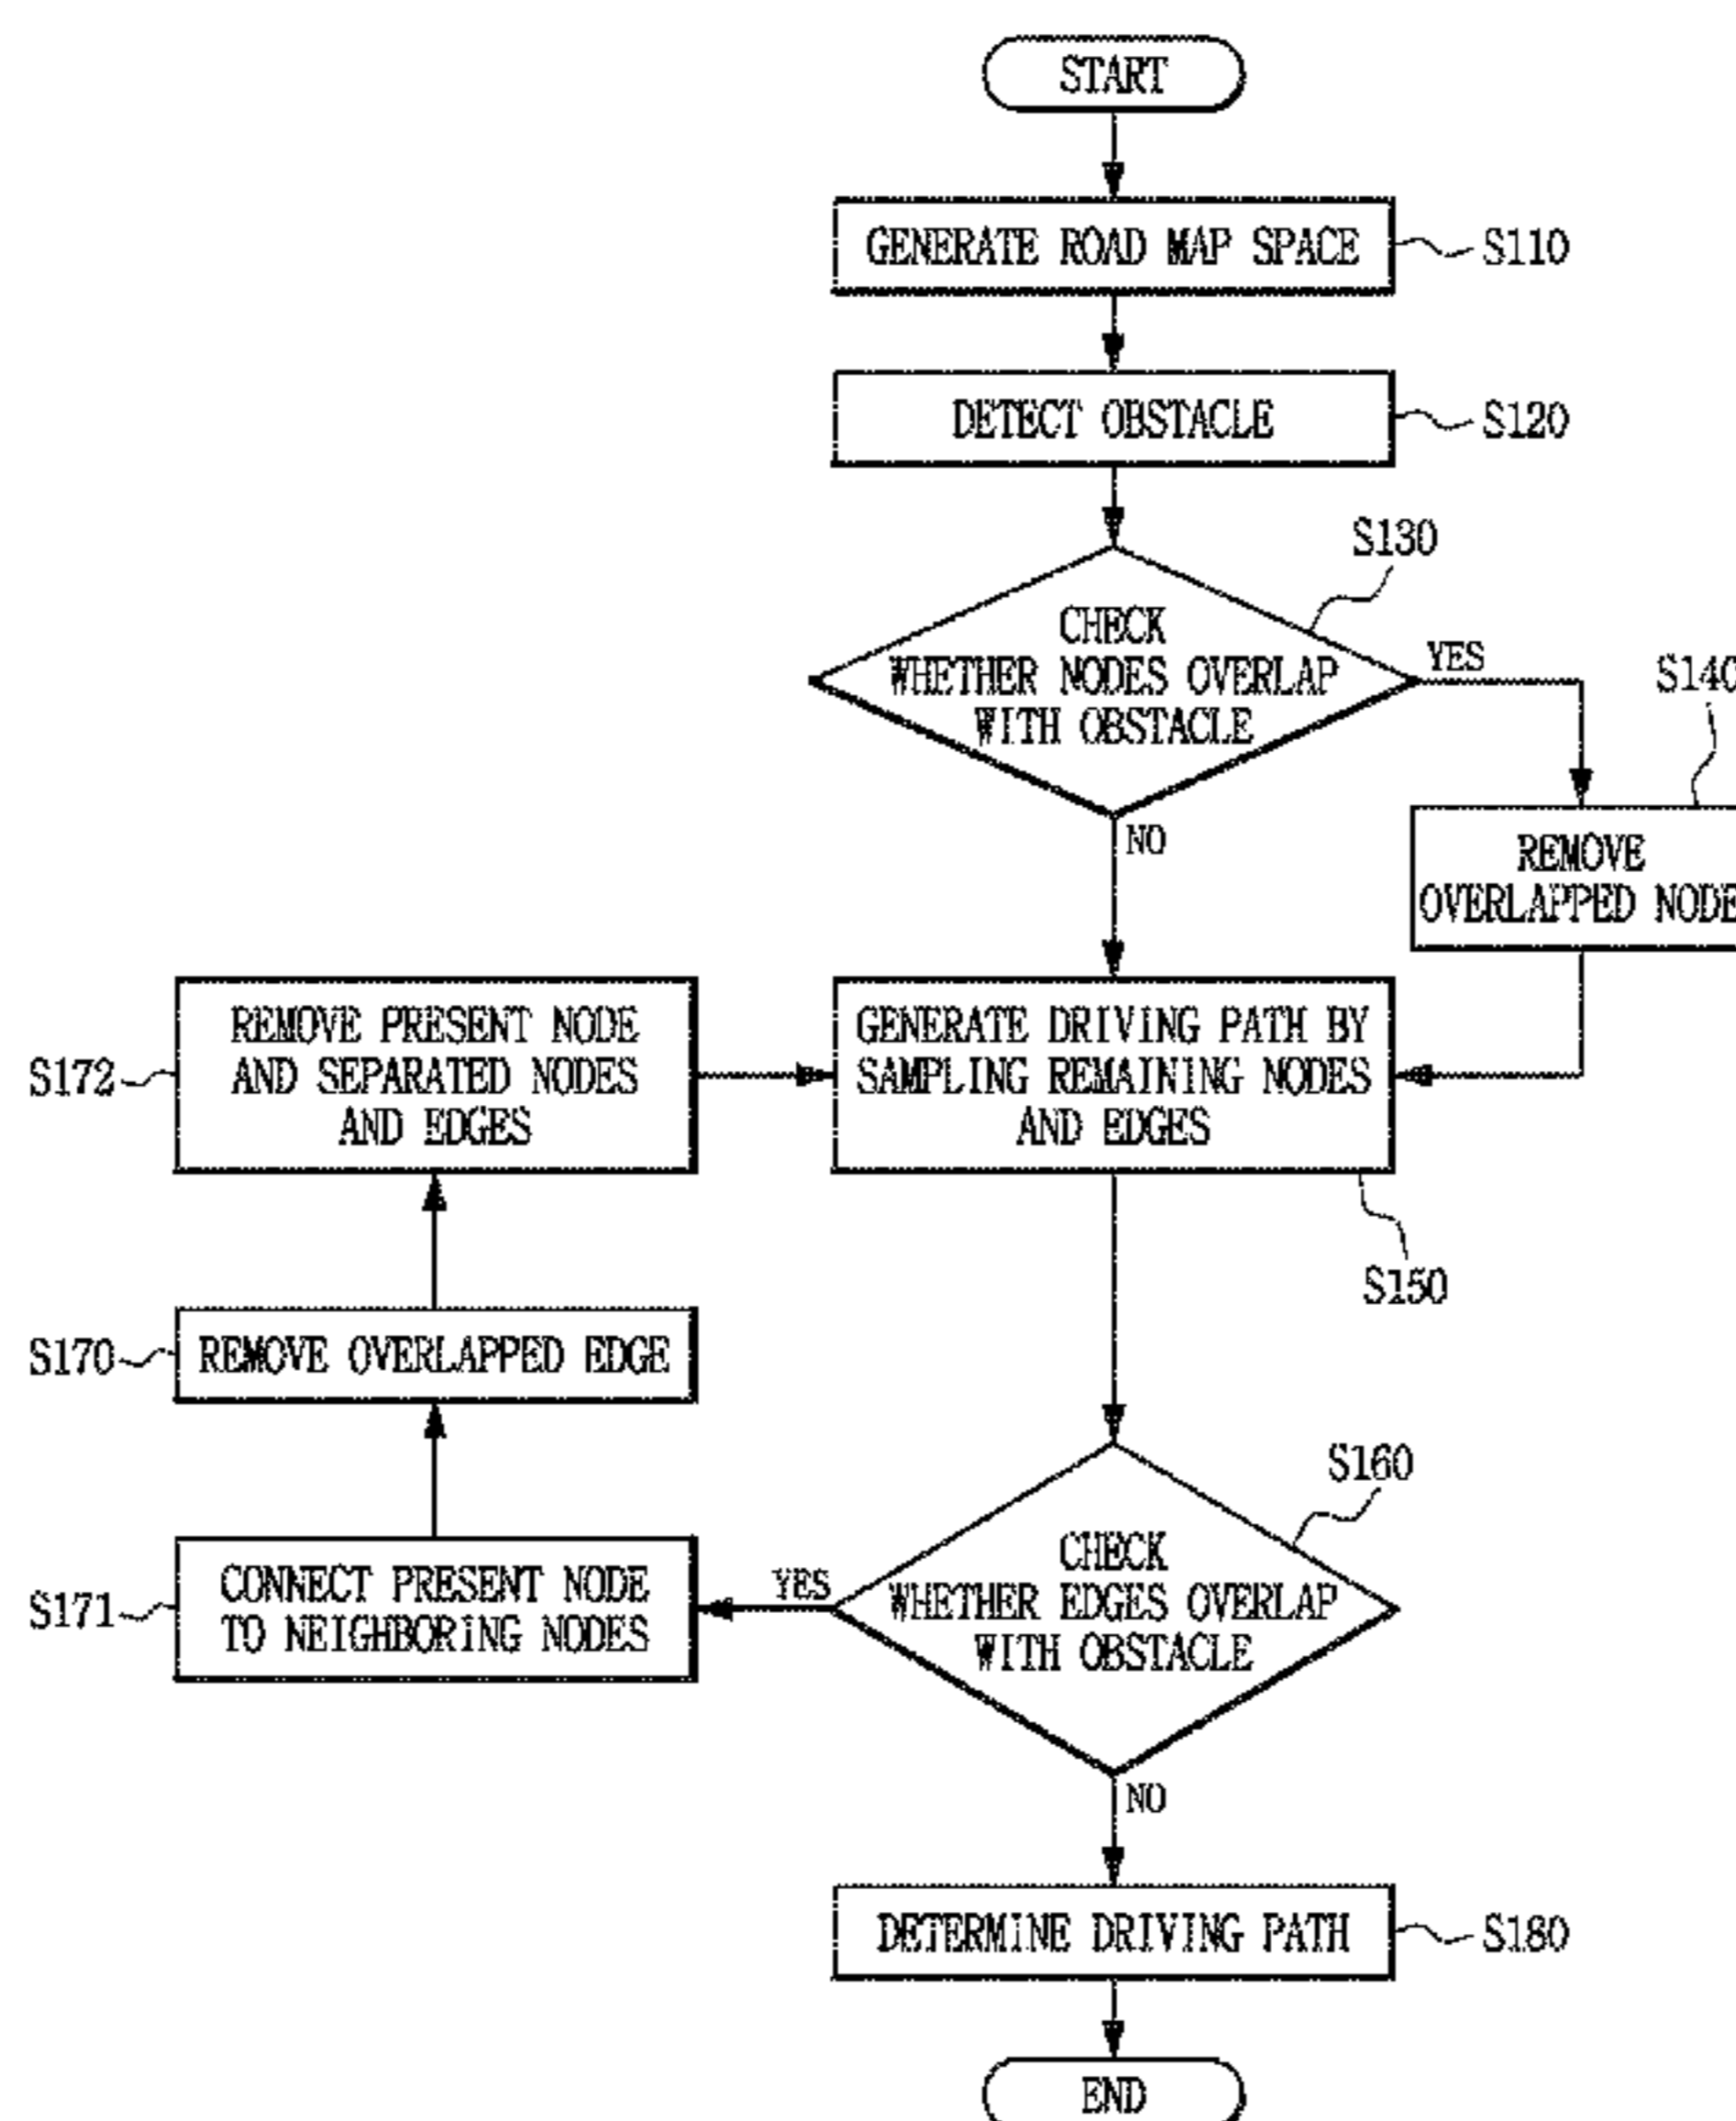 START
GENERATE ROAD MAP SPACE
S110
DETECT OBSTACLE
S120
S130
CHECK
WHETHER NODES OVERLAP
WITH OBSTACLE
YES
NO
S140
REMOVE
OVERLAPPED NODE
REMOVE PRESENT NODE
AND SEPARATED NODES
AND EDGES
S172
GENERATE DRIVING PATH BY
SAMPLING REMAINING NODES
AND EDGES
S150
S170
REMOVE OVERLAPPED EDGE
S160
CHECK
WHETHER EDGES OVERLAP
WITH OBSTACLE
YES
S171
CONNECT PRESENT NODE
TO NEIGHBORING NODES
NO
DETERMINE DRIVING PATH
S180
END